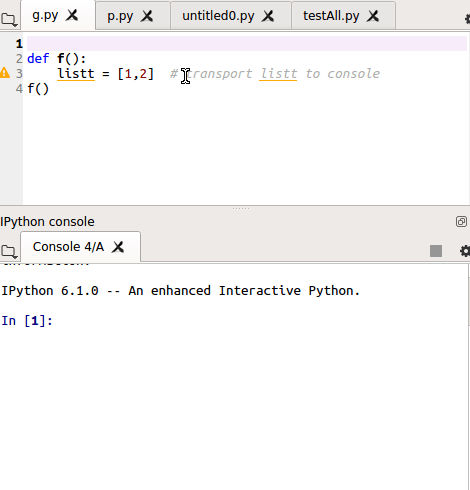 g.py p.py untitled0.py testAll.py
1
2 def f():
3 listt = [1,2] # transport listt to console
4 f()
IPython console
Console 4/A
IPython 6.1.0 -- An enhanced Interactive Python.
In [1]: